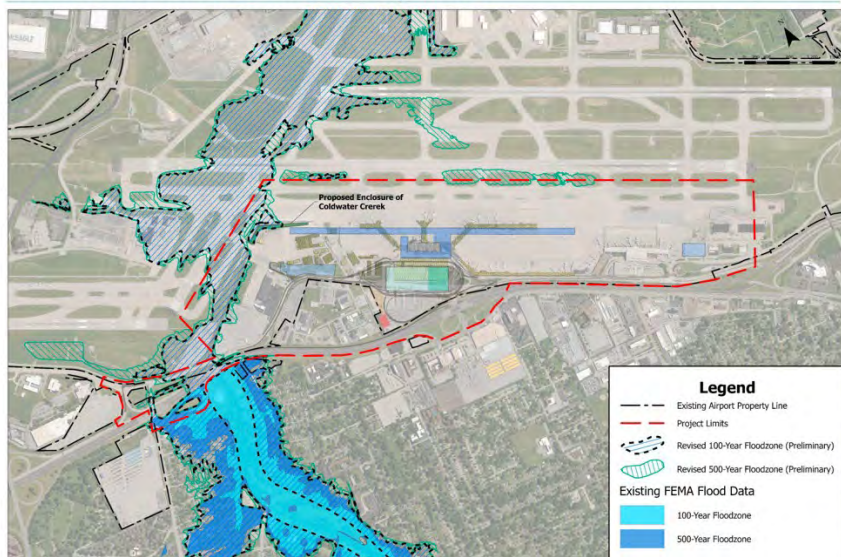 Proposed Enclosure of
Coldwater Crerek
Legend
Existing Airport Property Line
Project Limits
Revised 100-Year Floodzone (Preliminary)
Revised 500-Year Floodzone (Preliminary)
Existing FEMA Flood Data
100-Year Floodzone
500-Year Floodzone